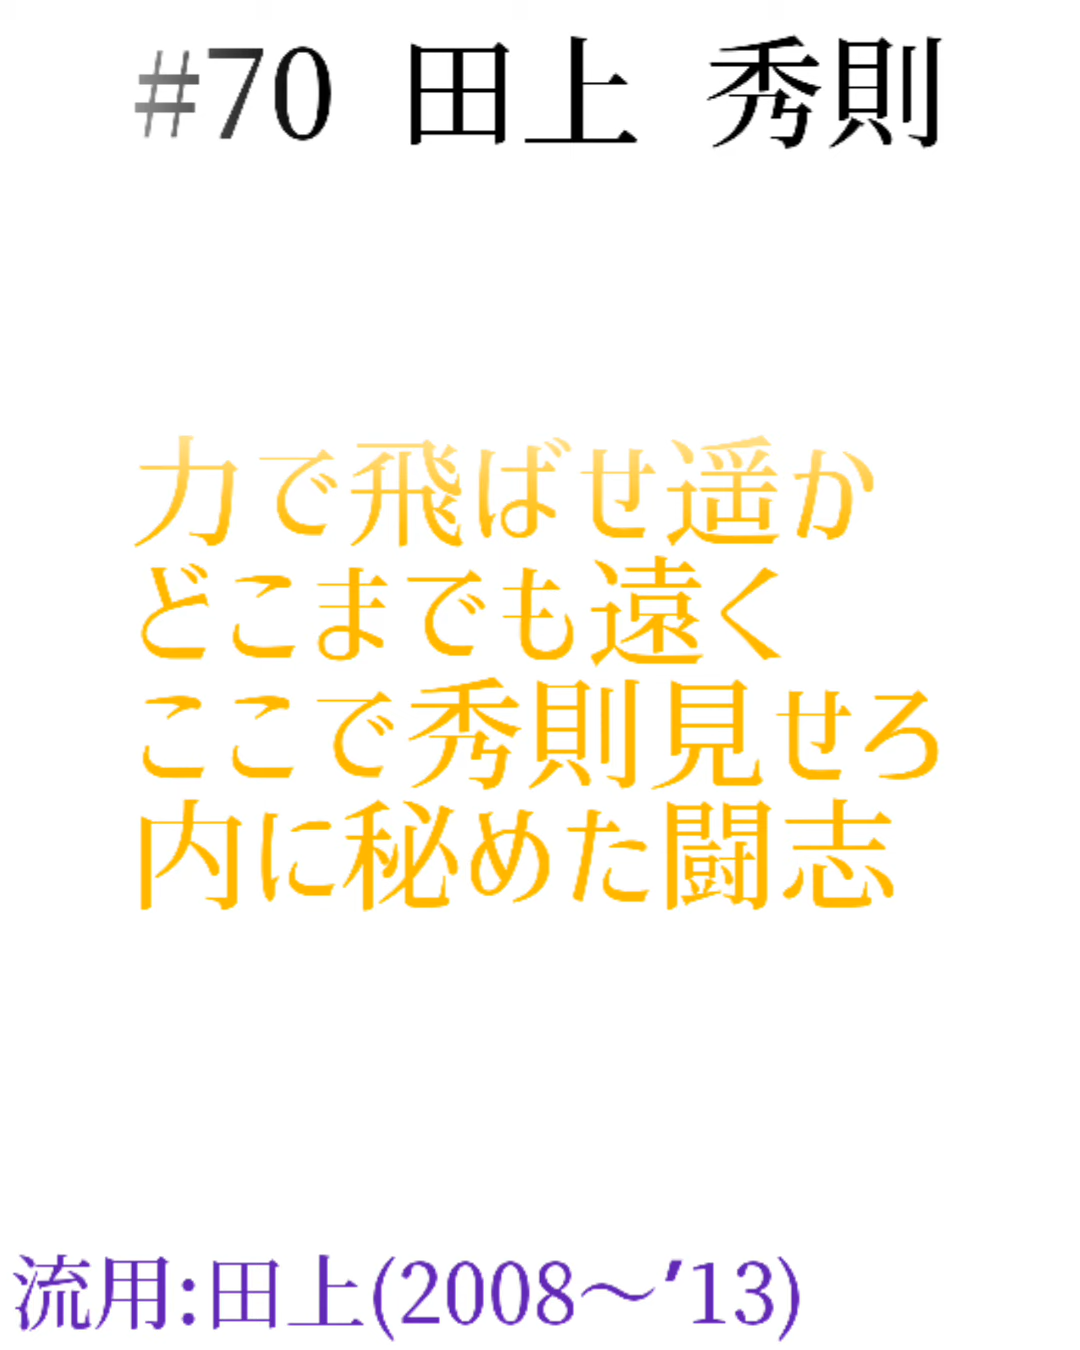 #70 田上 秀則
力で飛ばせ遥か
どこまでも遠く
ここで秀則見せろ
内に秘めた闘志
流用:田上(2008〜’13)